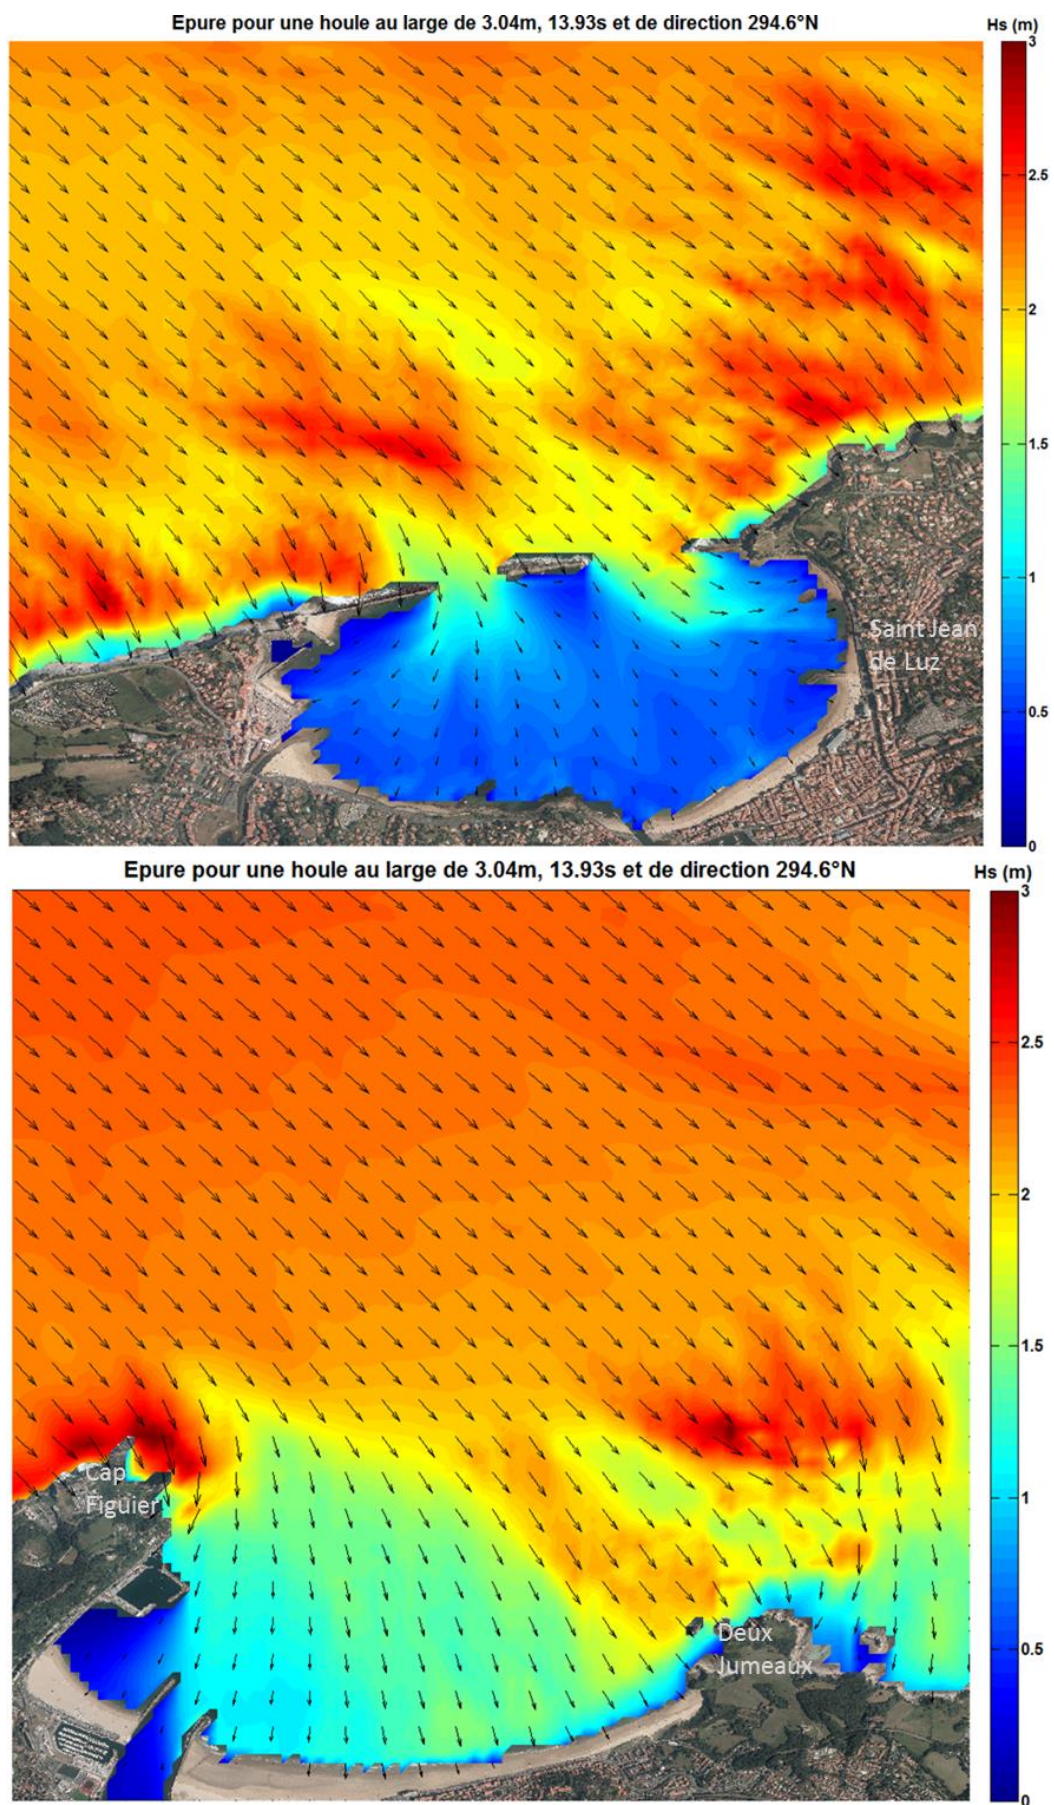 Epure pour une houle au large de 3.04m, 13.93s et de direction 294.6°N
Hs (m)
3
2.5
2
1.5
1
0.5
0
Saint Jean
de Luz
Epure pour une houle au large de 3.04m, 13.93s et de direction 294.6°N
Hs (m)
3
2.5
2
1.5
1
0.5
0
Cap
Figuier
Deux
Jumeaux